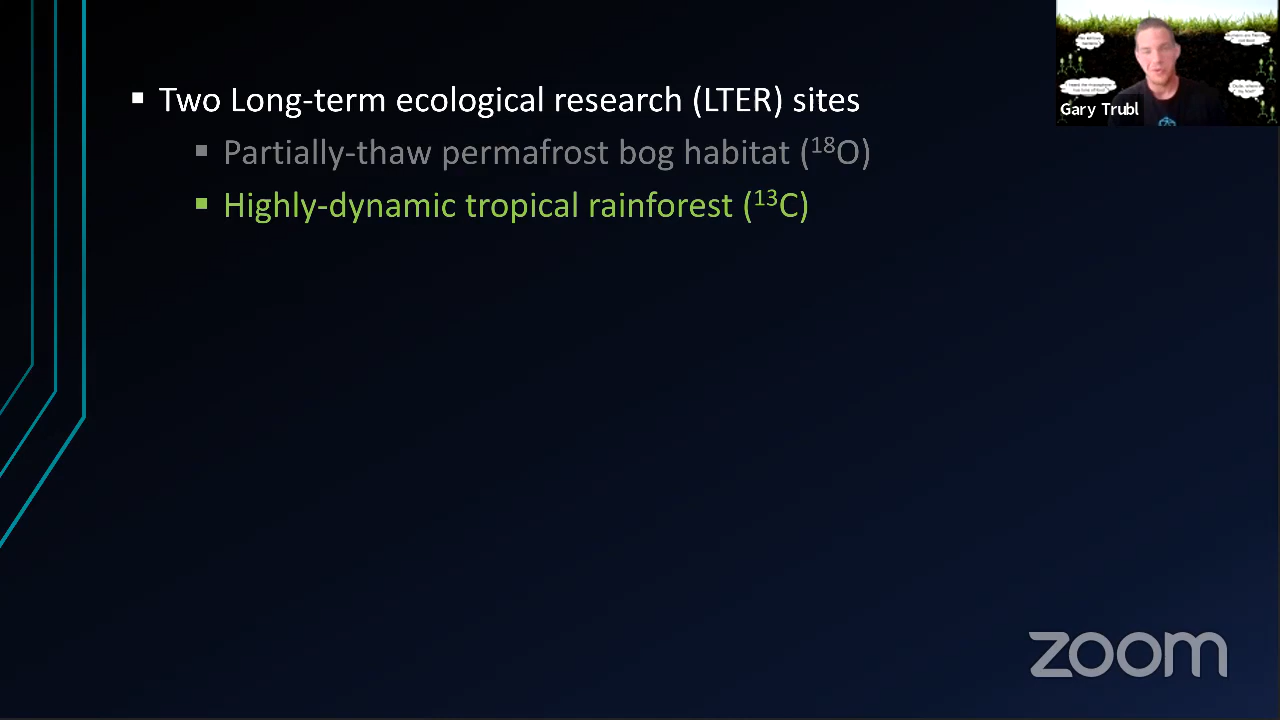 ▪ Two Long-term ecological research (LTER) sites
▪ Partially-thaw permafrost bog habitat (¹⁸O)
▪ Highly-dynamic tropical rainforest (¹³C)
Gary Trubl
zoom